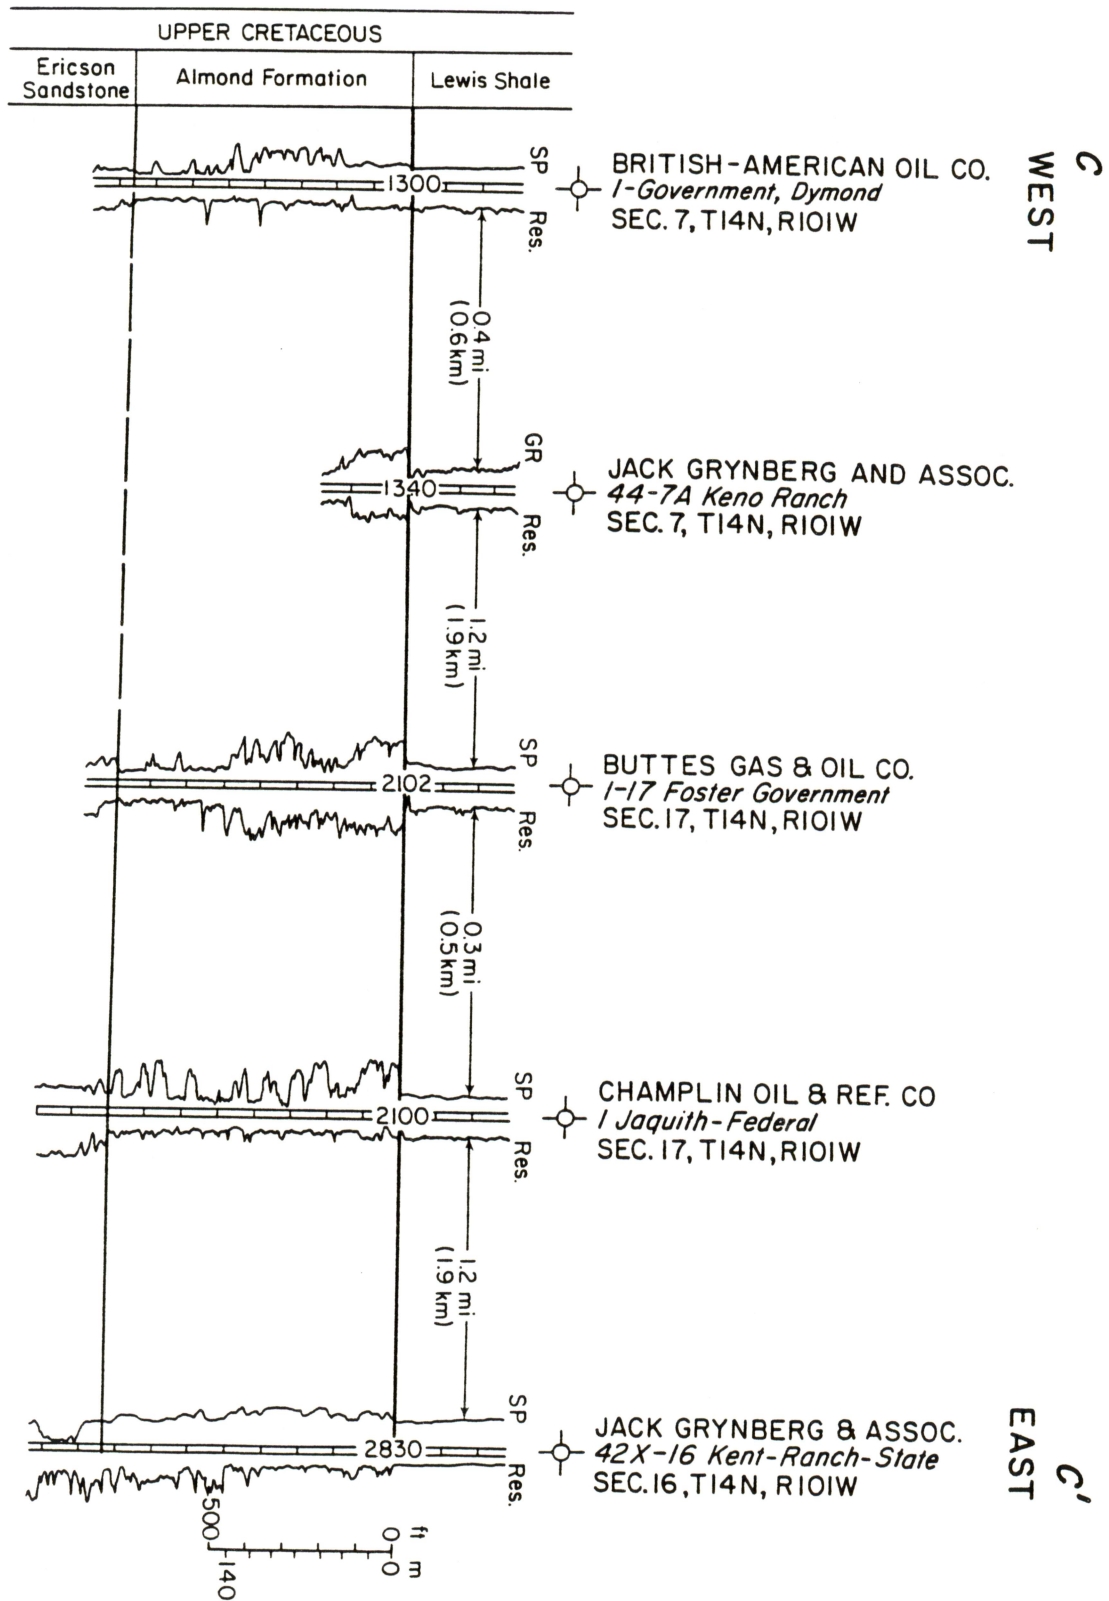 UPPER CRETACEOUS
Ericson
Sandstone
Almond Formation
Lewis Shale
C
WEST
SP
1300
Res.
BRITISH-AMERICAN OIL CO.
1-Government, Dymond
SEC. 7, T14N, R101W
0.4 mi
(0.6 km)
GR
1340
Res.
JACK GRYNBERG AND ASSOC.
44-7A Keno Ranch
SEC. 7, T14N, R101W
1.2 mi
(1.9 km)
SP
2102
Res.
BUTTES GAS & OIL CO.
1-17 Foster Government
SEC. 17, T14N, R101W
0.3 mi
(0.5 km)
SP
2100
Res.
CHAMPLIN OIL & REF. CO
1 Jaquith-Federal
SEC. 17, T14N, R101W
1.2 mi
(1.9 km)
SP
2830
Res.
JACK GRYNBERG & ASSOC.
42X-16 Kent-Ranch-State
SEC. 16, T14N, R101W
EAST
C'
ft m
0 0
500 140